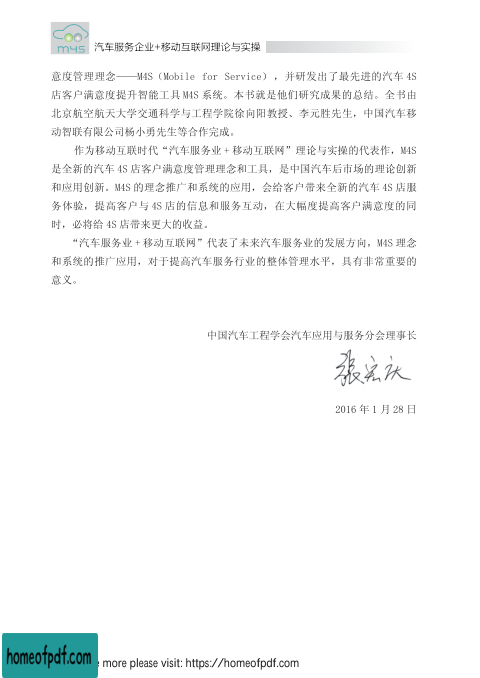 M4S
汽车服务企业+移动互联网理论与实操
意度管理理念——M4S（Mobile for Service），并研发出了最先进的汽车 4S
店客户满意度提升智能工具 M4S 系统。本书就是他们研究成果的总结。全书由
北京航空航天大学交通科学与工程学院徐向阳教授、李元胜先生，中国汽车移
动智联有限公司杨小勇先生等合作完成。
作为移动互联时代“汽车服务业 + 移动互联网”理论与实操的代表作，M4S
是全新的汽车 4S 店客户满意度管理理念和工具，是中国汽车后市场的理论创新
和应用创新。M4S 的理念推广和系统的应用，会给客户带来全新的汽车 4S 店服
务体验，提高客户与 4S 店的信息和服务互动，在大幅度提高客户满意度的同
时，必将给 4S 店带来更大的收益。
“汽车服务业 + 移动互联网”代表了未来汽车服务业的发展方向，M4S 理念
和系统的推广应用，对于提高汽车服务行业的整体管理水平，具有非常重要的
意义。
中国汽车工程学会汽车应用与服务分会理事长
张宏庆
2016 年 1 月 28 日
homeofpdf.com
e more please visit: https://homeofpdf.com